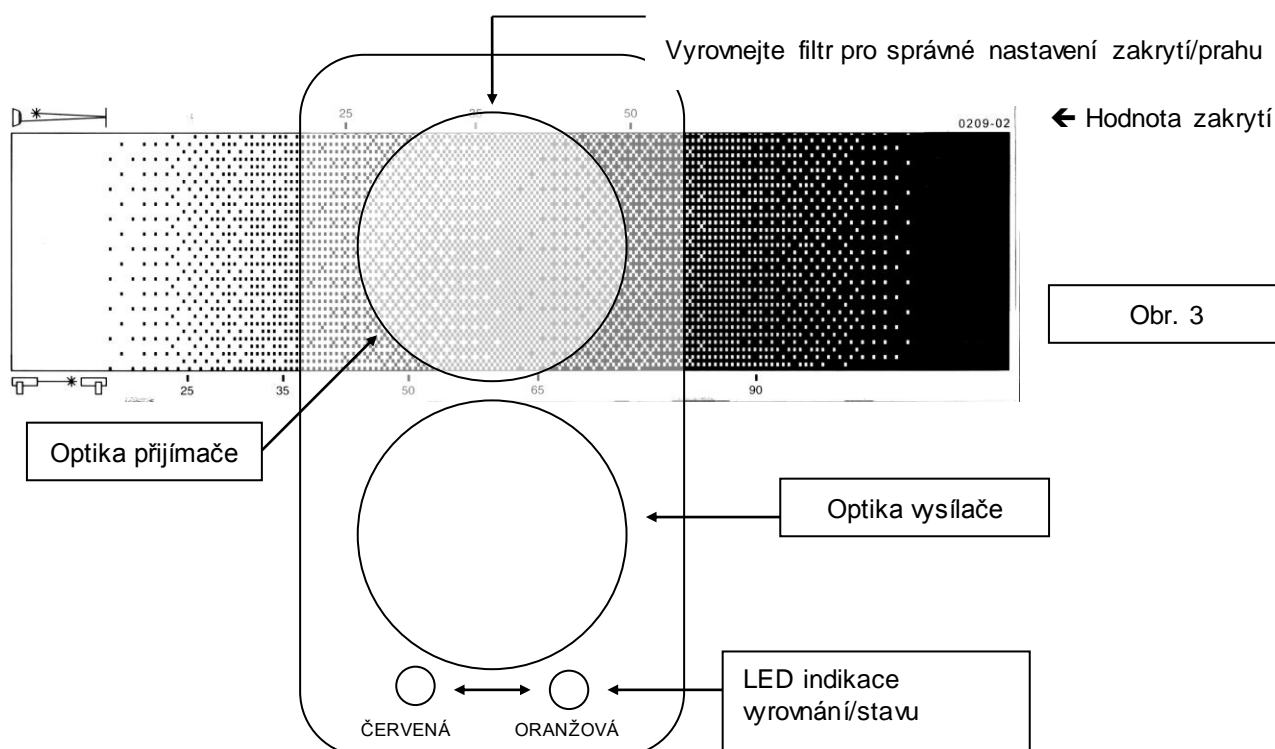 Vyrovnejte filtr pro správné nastavení zakrytí/prahu
25 35 50
0209-02
← Hodnota zakrytí
Obr. 3
25 35 50 65 90
Optika přijímače
Optika vysílače
LED indikace
vyrovnání/stavu
ČERVENÁ ORANŽOVÁ